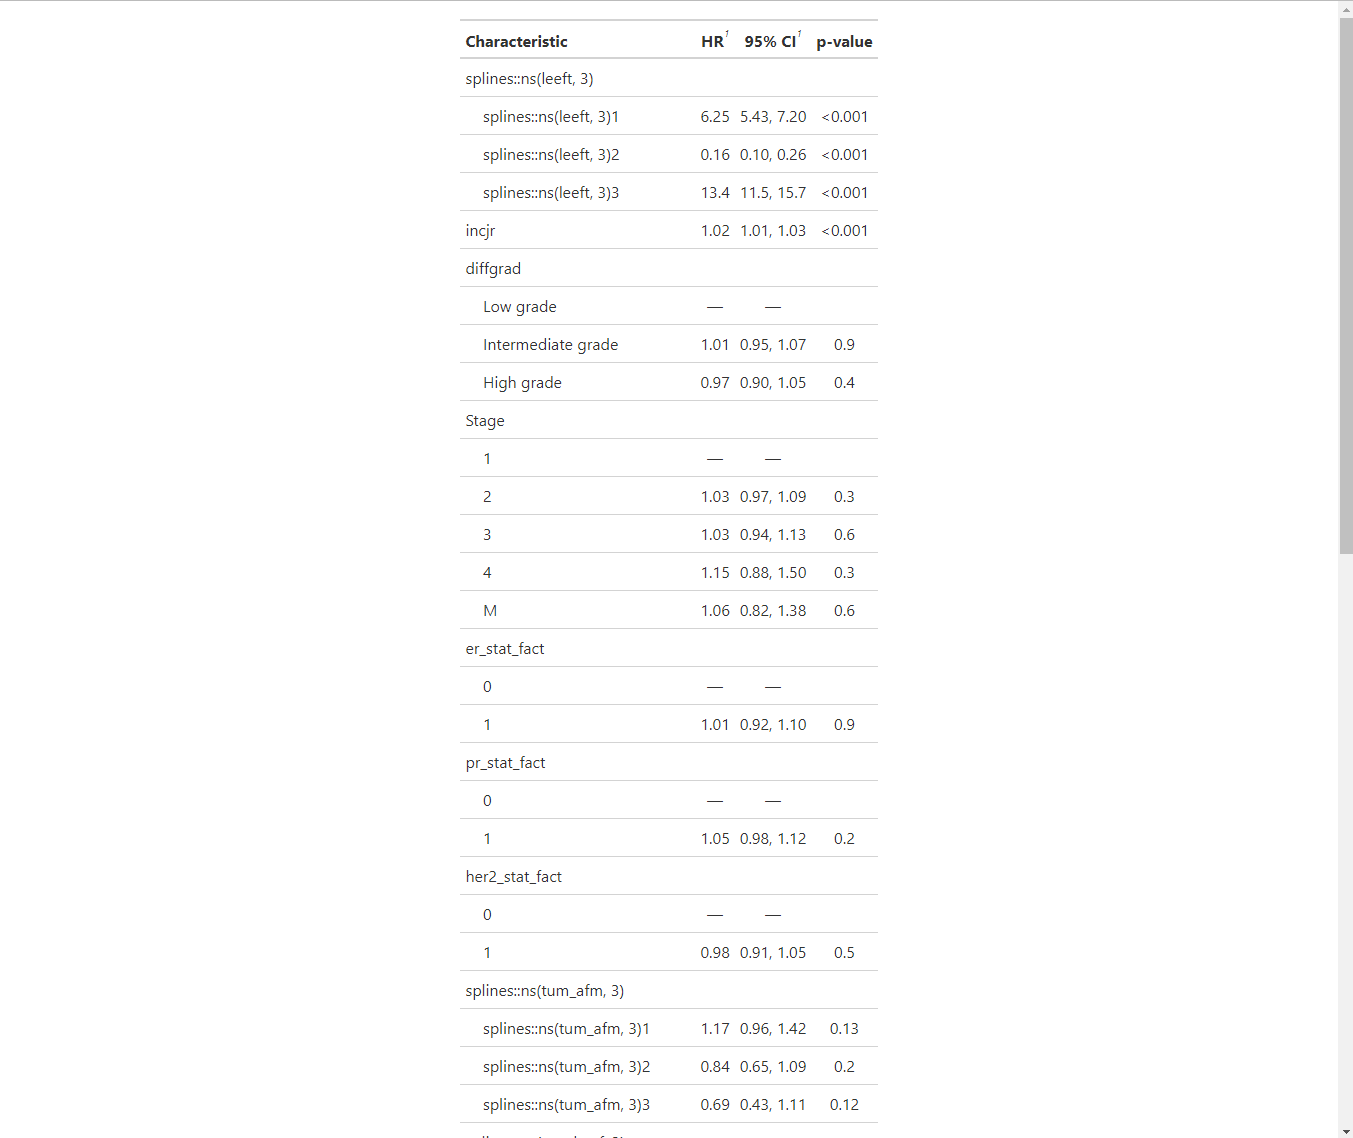 Characteristic HR1 95% CI1 p-value
splines::ns(leeft, 3)
splines::ns(leeft, 3)1 6.25 5.43, 7.20 <0.001
splines::ns(leeft, 3)2 0.16 0.10, 0.26 <0.001
splines::ns(leeft, 3)3 13.4 11.5, 15.7 <0.001
incjr 1.02 1.01, 1.03 <0.001
diffgrad
Low grade — —
Intermediate grade 1.01 0.95, 1.07 0.9
High grade 0.97 0.90, 1.05 0.4
Stage
1 — —
2 1.03 0.97, 1.09 0.3
3 1.03 0.94, 1.13 0.6
4 1.15 0.88, 1.50 0.3
M 1.06 0.82, 1.38 0.6
er_stat_fact
0 — —
1 1.01 0.92, 1.10 0.9
pr_stat_fact
0 — —
1 1.05 0.98, 1.12 0.2
her2_stat_fact
0 — —
1 0.98 0.91, 1.05 0.5
splines::ns(tum_afm, 3)
splines::ns(tum_afm, 3)1 1.17 0.96, 1.42 0.13
splines::ns(tum_afm, 3)2 0.84 0.65, 1.09 0.2
splines::ns(tum_afm, 3)3 0.69 0.43, 1.11 0.12